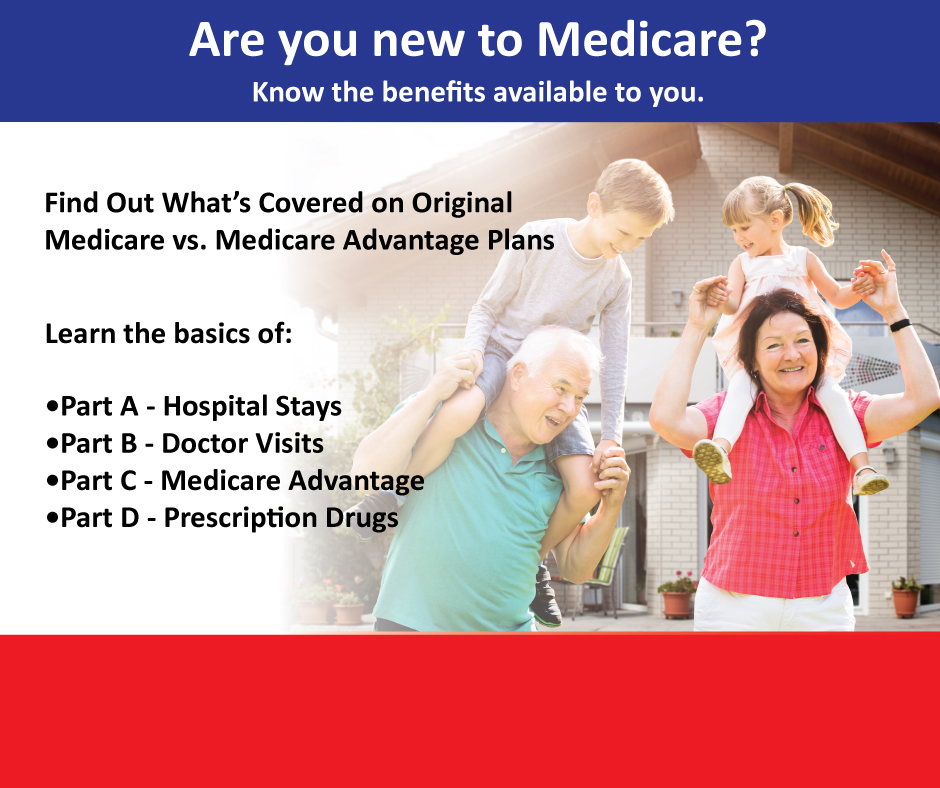 Are you new to Medicare?
Know the benefits available to you.
Find Out What’s Covered on Original
Medicare vs. Medicare Advantage Plans
Learn the basics of:
•Part A - Hospital Stays
•Part B - Doctor Visits
•Part C - Medicare Advantage
•Part D - Prescription Drugs